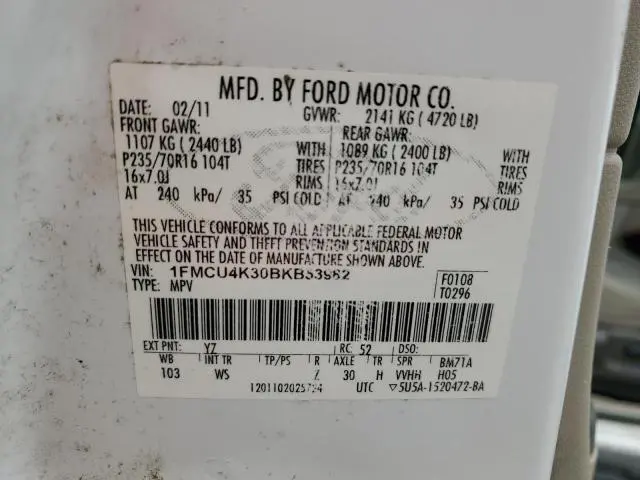 MFD. BY FORD MOTOR CO.
DATE: 02/11 GVWR: 2141 KG ( 4720 LB)
FRONT GAWR: REAR GAWR:
1107 KG ( 2440 LB) WITH 1089 KG ( 2400 LB) WITH
P235/70R16 104T TIRES P235/70R16 104T TIRES
16x7.0J RIMS 16x7.0J RIMS
AT 240 kPa/ 35 PSI COLD AT 240 kPa/ 35 PSI COLD
THIS VEHICLE CONFORMS TO ALL APPLICABLE FEDERAL MOTOR
VEHICLE SAFETY AND THEFT PREVENTION STANDARDS IN
EFFECT ON THE DATE OF MANUFACTURE SHOWN ABOVE.
VIN: 1FMCU4K30BKB53982 F0108
TYPE: MPV T0296
EXT PNT: YZ RC: 52 DSO:
WB INT TR TP/PS R AXLE TR SPR BM71A
103 WS 30 H VVHH H05
UTC ▽5U5A-1520472-BA